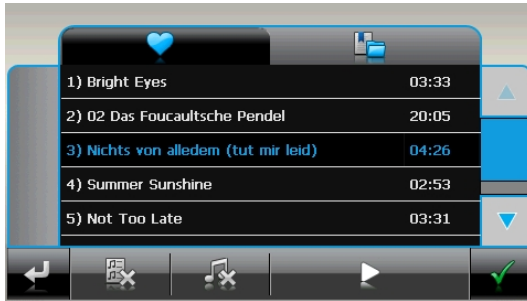 1) Bright Eyes 03:33
2) 02 Das Foucaultsche Pendel 20:05
3) Nichts von alledem (tut mir leid) 04:26
4) Summer Sunshine 02:53
5) Not Too Late 03:31